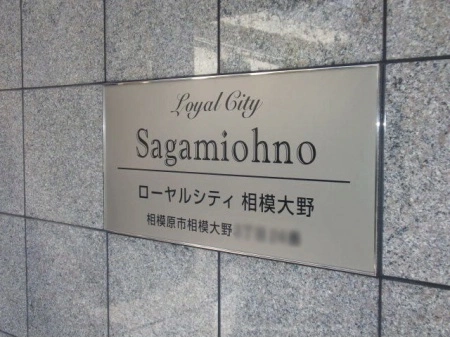 Loyal City
Sagamiohno
ローヤルシティ 相模大野
相模原市相模大野